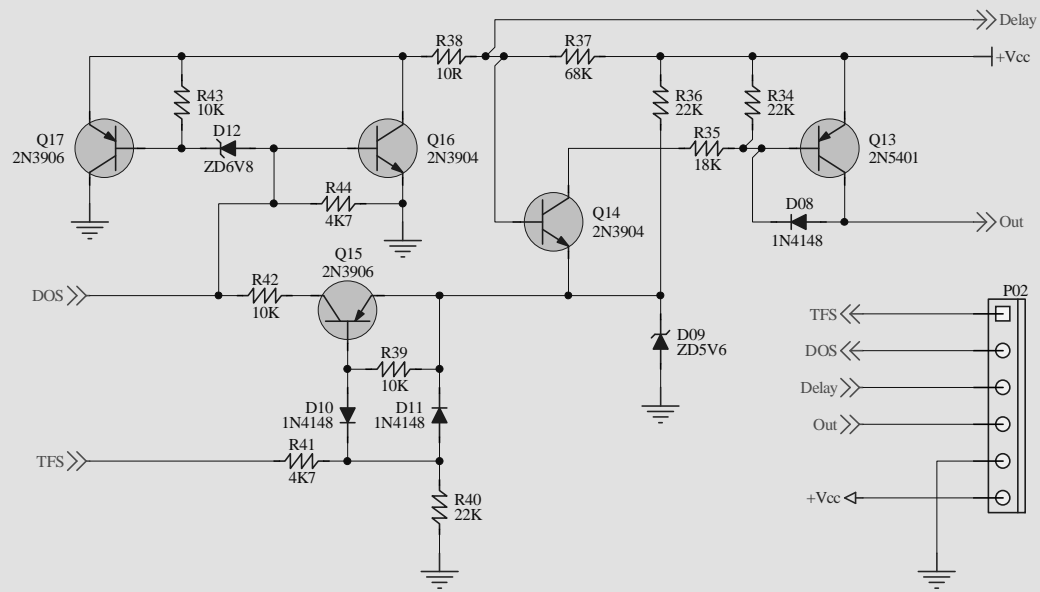 Delay
R38
10R
R37
68K
+Vcc
R43
10K
R36
22K
R34
22K
Q17
2N3906
D12
ZD6V8
Q16
2N3904
R35
18K
Q13
2N5401
R44
4K7
Q14
2N3904
D08
1N4148
Out
Q15
2N3906
DOS
R42
10K
D09
ZD5V6
R39
10K
D10
1N4148
D11
1N4148
TFS
R41
4K7
R40
22K
P02
TFS
DOS
Delay
Out
+Vcc